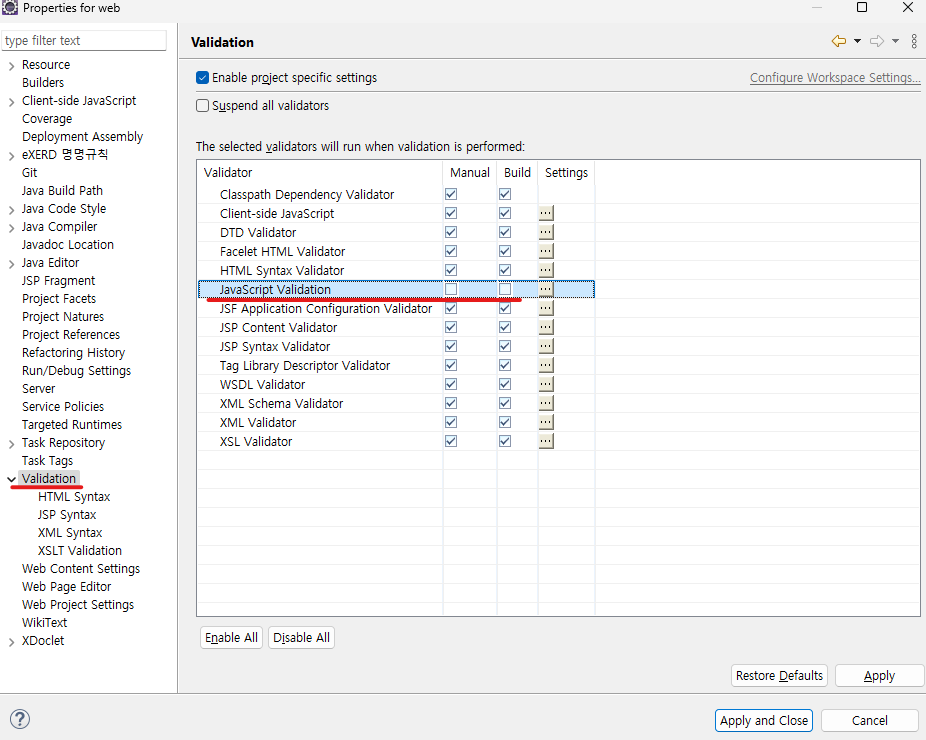 Properties for web
type filter text
Resource
Builders
Client-side JavaScript
Coverage
Deployment Assembly
eXERD 명명규칙
Git
Java Build Path
Java Code Style
Java Compiler
Javadoc Location
Java Editor
JSP Fragment
Project Facets
Project Natures
Project References
Refactoring History
Run/Debug Settings
Server
Service Policies
Targeted Runtimes
Task Repository
Task Tags
Validation
HTML Syntax
JSP Syntax
XML Syntax
XSLT Validation
Web Content Settings
Web Page Editor
Web Project Settings
WikiText
XDoclet
Validation
Enable project specific settings
Configure Workspace Settings...
Suspend all validators
The selected validators will run when validation is performed:
Validator Manual Build Settings
Classpath Dependency Validator
Client-side JavaScript ...
DTD Validator ...
Facelet HTML Validator ...
HTML Syntax Validator ...
JavaScript Validation ...
JSF Application Configuration Validator ...
JSP Content Validator ...
JSP Syntax Validator ...
Tag Library Descriptor Validator ...
WSDL Validator ...
XML Schema Validator ...
XML Validator ...
XSL Validator ...
Enable All Disable All
Restore Defaults Apply
? Apply and Close Cancel